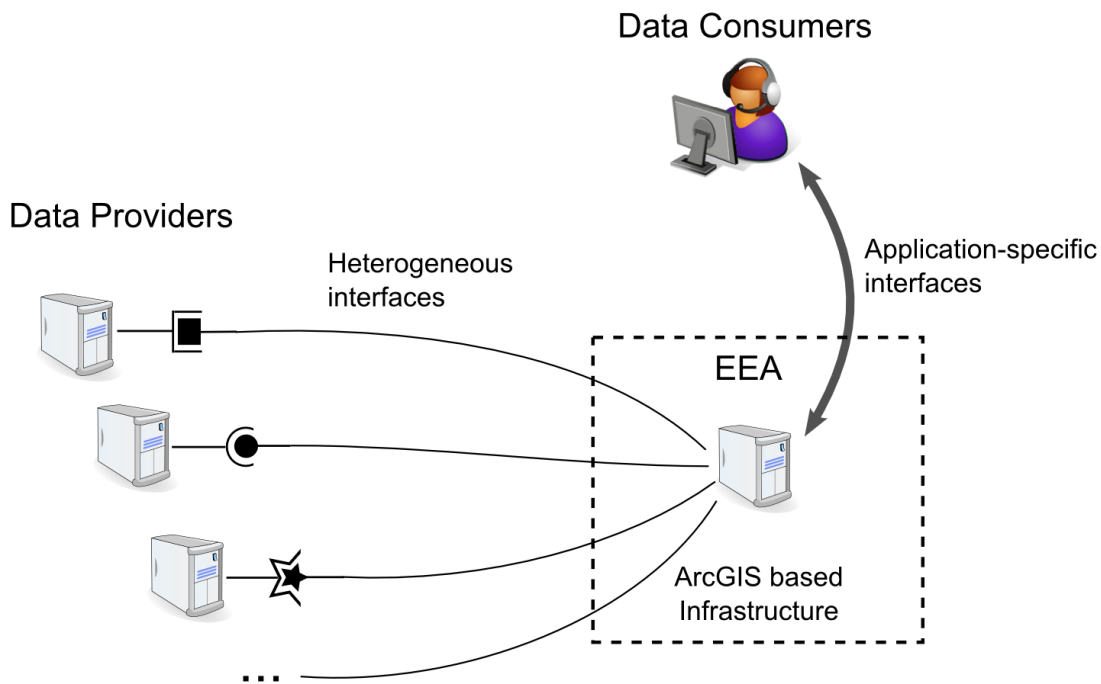 Data Consumers
Data Providers
Heterogeneous
interfaces
Application-specific
interfaces
EEA
ArcGIS based
Infrastructure
...